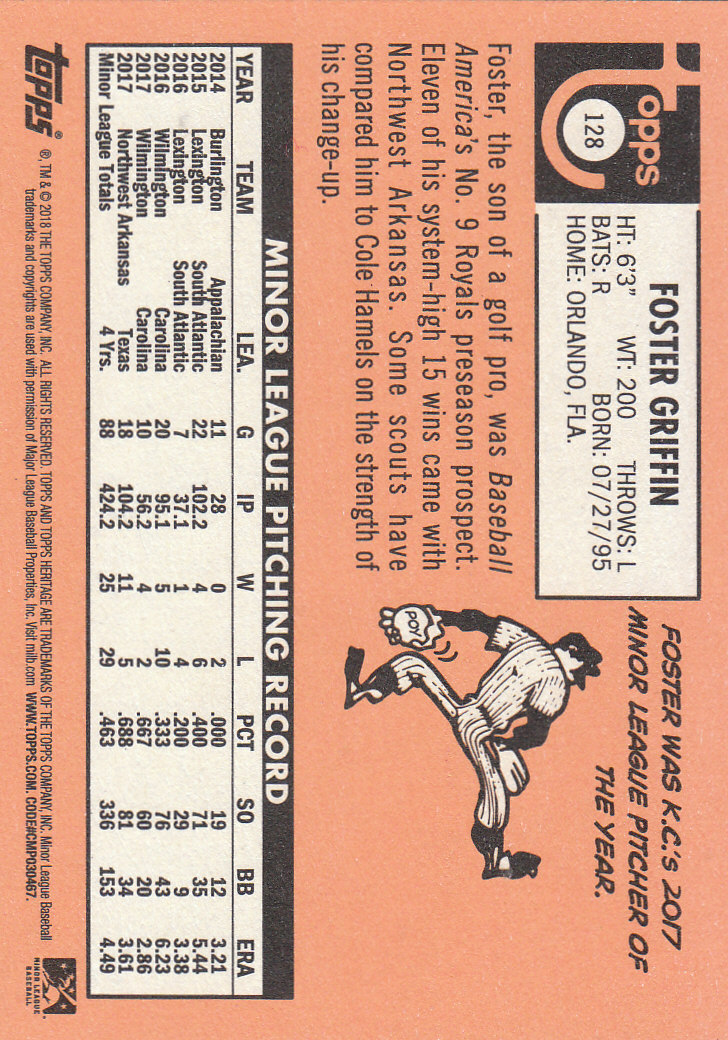 Topps
128
FOSTER GRIFFIN
HT: 6'3" WT: 200 THROWS: L
BATS: R BORN: 07/27/95
HOME: ORLANDO, FLA.
FOSTER WAS K.C.'S 2017
MINOR LEAGUE PITCHER OF
THE YEAR.
POY
Foster, the son of a golf pro, was Baseball
America's No. 9 Royals preseason prospect.
Eleven of his system-high 15 wins came with
Northwest Arkansas. Some scouts have
compared him to Cole Hamels on the strength of
his change-up.
MINOR LEAGUE PITCHING RECORD
YEAR TEAM LEA. G IP W L PCT SO BB ERA
2014 Burlington Appalachian 11 28 0 2 .000 19 12 3.21
2015 Lexington South Atlantic 22 102.2 4 6 .400 71 35 5.44
2016 Lexington South Atlantic 7 37.1 1 4 .200 29 9 3.38
2016 Wilmington Carolina 20 95.1 5 10 .333 76 43 6.23
2017 Wilmington Carolina 10 56.2 4 2 .667 60 20 2.86
2017 Northwest Arkansas Texas 18 104.2 11 5 .688 81 34 3.61
Minor League Totals 4 Yrs. 88 424.2 25 29 .463 336 153 4.49
Topps® ®, TM & © 2018 THE TOPPS COMPANY, INC. ALL RIGHTS RESERVED. TOPPS AND TOPPS HERITAGE ARE TRADEMARKS OF THE TOPPS COMPANY, INC. Minor League Baseball
trademarks and copyrights are used with permission of Major League Baseball Properties, Inc. Visit milb.com WWW.TOPPS.COM. CODE#CMP030467.
MINOR LEAGUE
BASEBALL